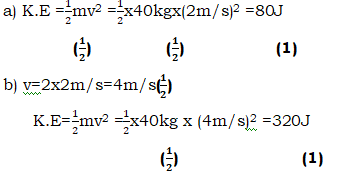 a) K.E =½mv² =½x40kgx(2m/s)² =80J
(½) (½) (1)
b) v=2x2m/s=4m/s(½)
K.E=½mv² =½x40kg x (4m/s)² =320J
(½) (1)